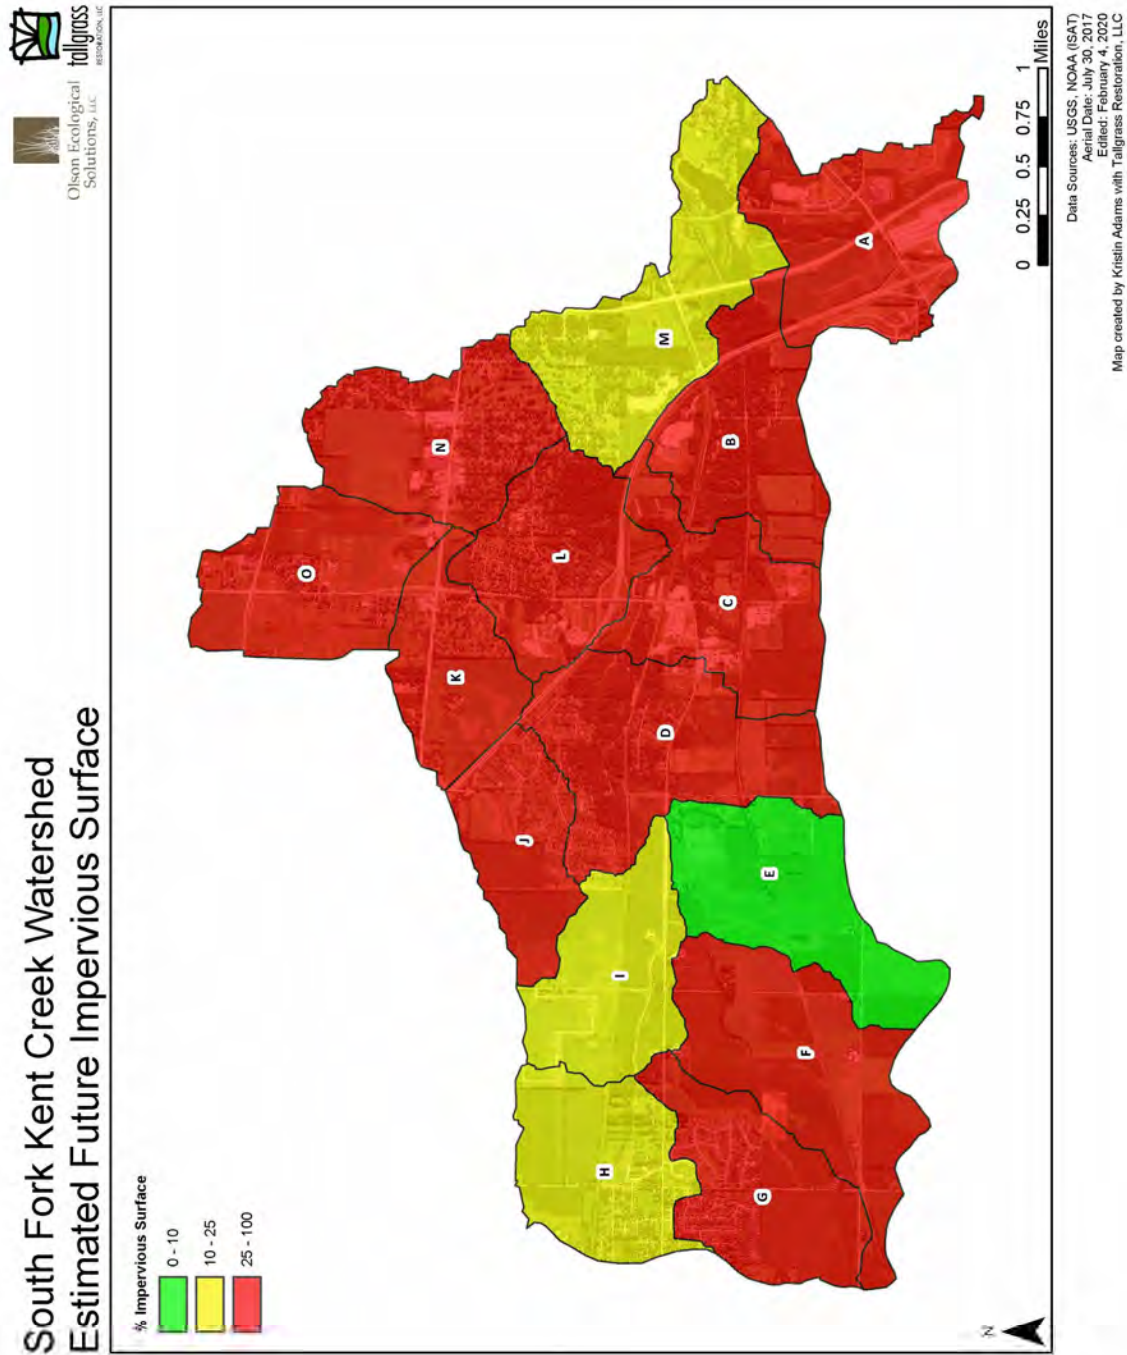 South Fork Kent Creek Watershed
Estimated Future Impervious Surface
Olson Ecological
Solutions, LLC
tallgrass
RESTORATION, LLC
% Impervious Surface
0 - 10
10 - 25
25 - 100
O
N
K
L
M
J
D
C
B
A
I
H
E
F
G
N
0 0.25 0.5 0.75 1
Miles
Data Sources: USGS, NOAA (ISAT)
Aerial Date: July 30, 2017
Edited: February 4, 2020
Map created by Kristin Adams with Tallgrass Restoration, LLC